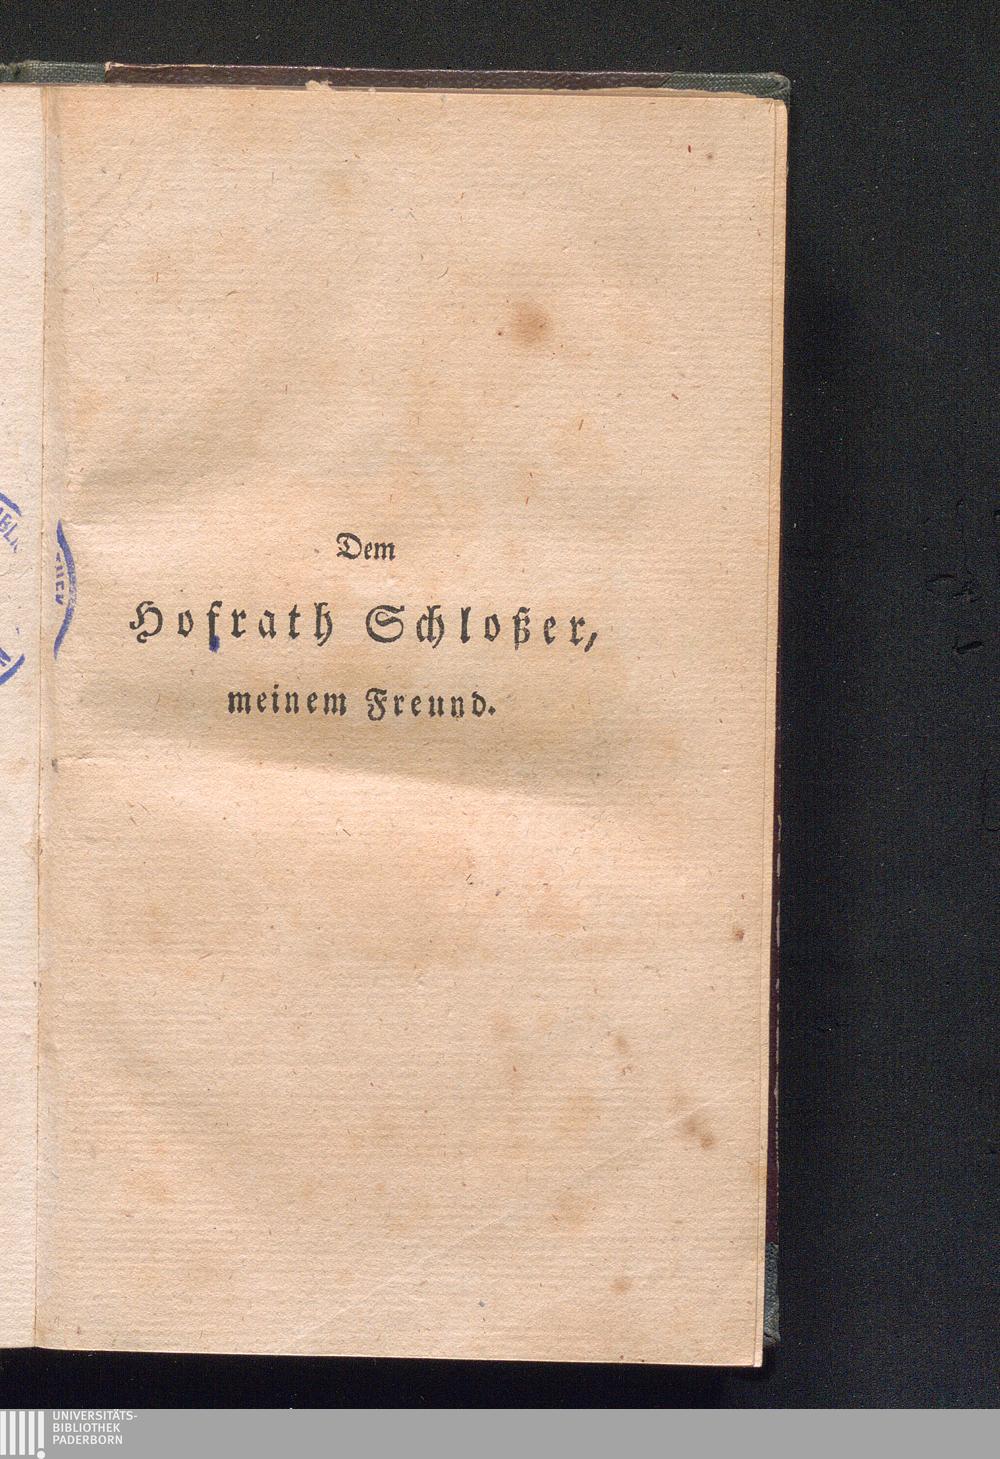 Dem
Hofrath Schloßer,
meinem Freund.
UNIVERSITÄTS-
BIBLIOTHEK
PADERBORN